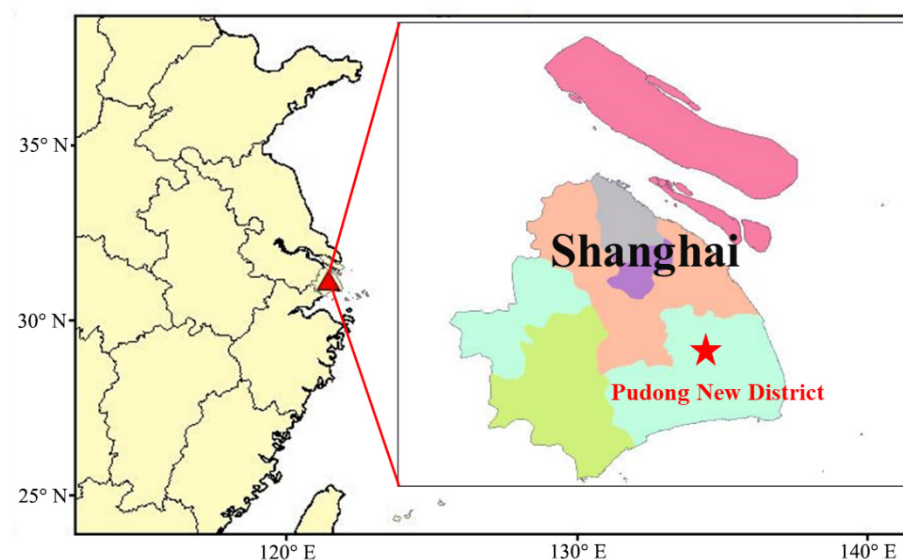 35° N
30° N
25° N
120° E
130° E
140° E
Shanghai
Pudong New District